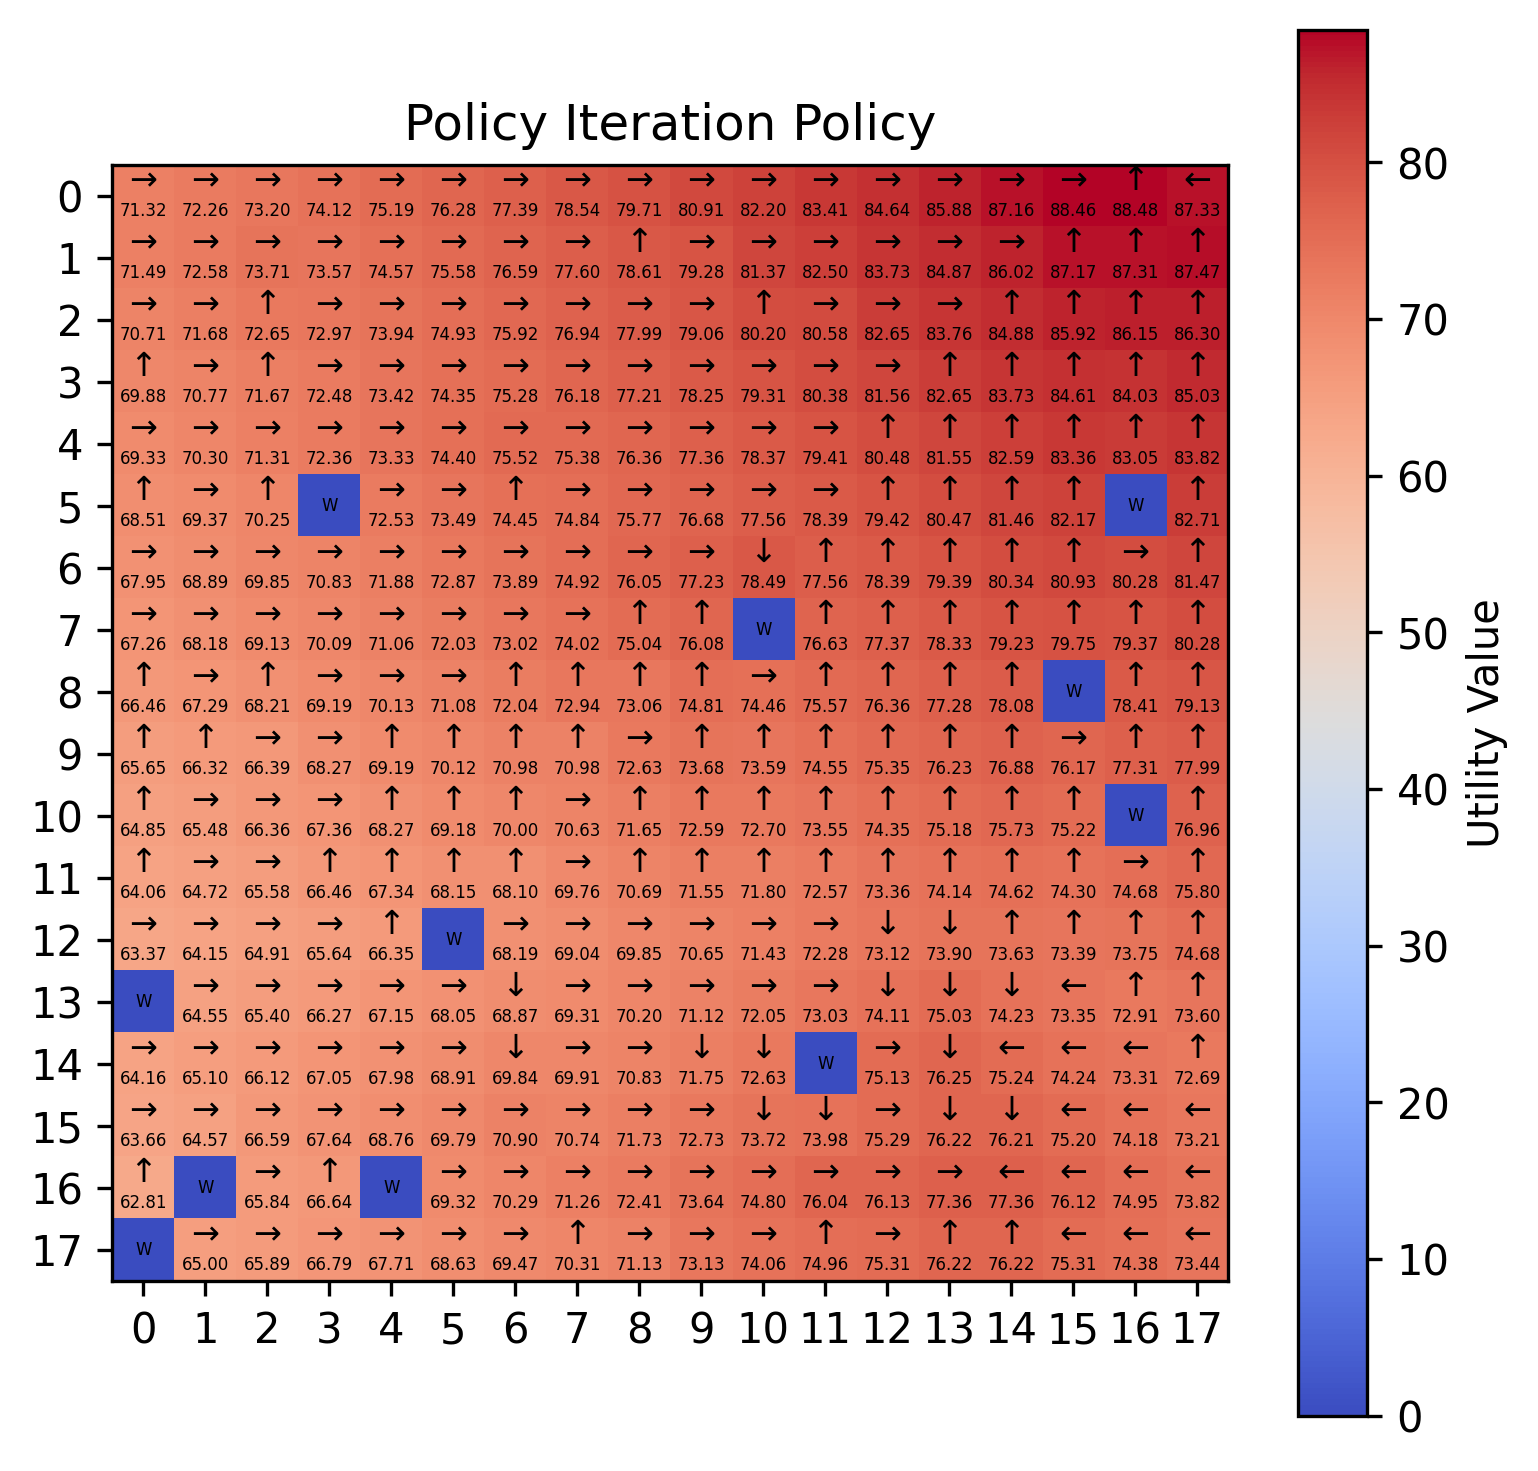 Policy Iteration Policy
0 → → → → → → → → → → → → → → → → ↑ ←
71.32 72.26 73.20 74.12 75.19 76.28 77.39 78.54 79.71 80.91 82.20 83.41 84.64 85.88 87.16 88.46 88.48 87.33
1 → → → → → → → → ↑ → → → → → → ↑ ↑ ↑
71.49 72.58 73.71 73.57 74.57 75.58 76.59 77.60 78.61 79.28 81.37 82.50 83.73 84.87 86.02 87.17 87.31 87.47
2 → → ↑ → → → → → → → ↑ → → → ↑ ↑ ↑ ↑
70.71 71.68 72.65 72.97 73.94 74.93 75.92 76.94 77.99 79.06 80.20 80.58 82.65 83.76 84.88 85.92 86.15 86.30
3 ↑ → ↑ → → → → → → → → → → ↑ ↑ ↑ ↑ ↑
69.88 70.77 71.67 72.48 73.42 74.35 75.28 76.18 77.21 78.25 79.31 80.38 81.56 82.65 83.73 84.61 84.03 85.03
4 → → → → → → → → → → → → ↑ ↑ ↑ ↑ ↑ ↑
69.33 70.30 71.31 72.36 73.33 74.40 75.52 75.38 76.36 77.36 78.37 79.41 80.48 81.55 82.59 83.36 83.05 83.82
5 ↑ → ↑ W → → ↑ → → → → → ↑ ↑ ↑ ↑ W ↑
68.51 69.37 70.25 72.53 73.49 74.45 74.84 75.77 76.68 77.56 78.39 79.42 80.47 81.46 82.17 82.71
6 → → → → → → → → → → ↓ ↑ ↑ ↑ ↑ ↑ → ↑
67.95 68.89 69.85 70.83 71.88 72.87 73.89 74.92 76.05 77.23 78.49 77.56 78.39 79.39 80.34 80.93 80.28 81.47
7 → → → → → → → → ↑ ↑ W ↑ ↑ ↑ ↑ ↑ ↑ ↑
67.26 68.18 69.13 70.09 71.06 72.03 73.02 74.02 75.04 76.08 76.63 77.37 78.33 79.23 79.75 79.37 80.28
8 ↑ → ↑ → → → ↑ ↑ ↑ ↑ → ↑ ↑ ↑ ↑ W ↑ ↑
66.46 67.29 68.21 69.19 70.13 71.08 72.04 72.94 73.06 74.81 74.46 75.57 76.36 77.28 78.08 78.41 79.13
9 ↑ ↑ → → ↑ ↑ ↑ ↑ → ↑ ↑ ↑ ↑ ↑ ↑ → ↑ ↑
65.65 66.32 66.39 68.27 69.19 70.12 70.98 70.98 72.63 73.68 73.59 74.55 75.35 76.23 76.88 76.17 77.31 77.99
10 ↑ → → → ↑ ↑ ↑ → ↑ ↑ ↑ ↑ ↑ ↑ ↑ ↑ W ↑
64.85 65.48 66.36 67.36 68.27 69.18 70.00 70.63 71.65 72.59 72.70 73.55 74.35 75.18 75.73 75.22 76.96
11 ↑ → → ↑ ↑ ↑ ↑ → ↑ ↑ ↑ ↑ ↑ ↑ ↑ ↑ → ↑
64.06 64.72 65.58 66.46 67.34 68.15 68.10 69.76 70.69 71.55 71.80 72.57 73.36 74.14 74.62 74.30 74.68 75.80
12 → → → → ↑ W → → → → → → ↓ ↓ ↑ ↑ ↑ ↑
63.37 64.15 64.91 65.64 66.35 68.19 69.04 69.85 70.65 71.43 72.28 73.12 73.90 73.63 73.39 73.75 74.68
13 W → → → → → ↓ → → → → → ↓ ↓ ↓ ← ↑ ↑
64.55 65.40 66.27 67.15 68.05 68.87 69.31 70.20 71.12 72.05 73.03 74.11 75.03 74.23 73.35 72.91 73.60
14 → → → → → → ↓ → → ↓ ↓ W → ↓ ← ← ← ↑
64.16 65.10 66.12 67.05 67.98 68.91 69.84 69.91 70.83 71.75 72.63 75.13 76.25 75.24 74.24 73.31 72.69
15 → → → → → → → → → → ↓ ↓ → ↓ ↓ ← ← ←
63.66 64.57 66.59 67.64 68.76 69.79 70.90 70.74 71.73 72.73 73.72 73.98 75.29 76.22 76.21 75.20 74.18 73.21
16 ↑ W → ↑ W → → → → → → → → → ← ← ← ←
62.81 65.84 66.64 69.32 70.29 71.26 72.41 73.64 74.80 76.04 76.13 77.36 77.36 76.12 74.95 73.82
17 W → → → → → → ↑ → → → ↑ → ↑ ↑ ← ← ←
65.00 65.89 66.79 67.71 68.63 69.47 70.31 71.13 73.13 74.06 74.96 75.31 76.22 76.22 75.31 74.38 73.44
0 1 2 3 4 5 6 7 8 9 10 11 12 13 14 15 16 17
80
70
60
50
40
30
20
10
0
Utility Value